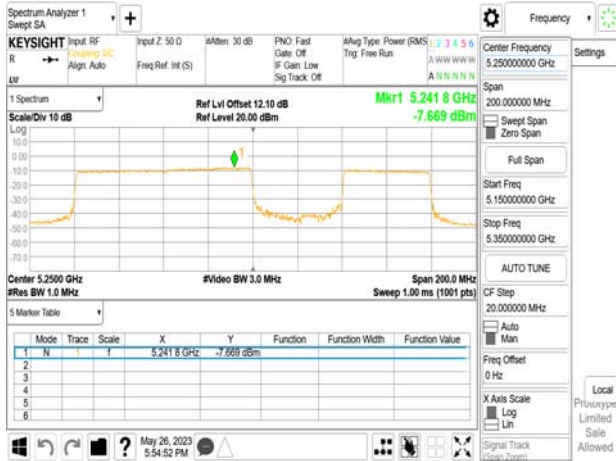 Spectrum Analyzer 1
Swept SA
Frequency
KEYSIGHT
R
Input: RF
Coupling: DC
Align: Auto
Input Z: 50 Ω
Freq Ref: Int (S)
#Atten: 30 dB
PNO: Fast
Gate: Off
IF Gain: Low
Sig Track: Off
#Avg Type: Power (RMS
Trig: Free Run
1 2 3 4 5 6
A W W W W W
A N N N N N
1 Spectrum
Scale/Div 10 dB
Ref Lvl Offset 12.10 dB
Ref Level 20.00 dBm
Mkr1 5.241 8 GHz
-7.669 dBm
Log
10.0
0.00
-10.0
-20.0
-30.0
-40.0
-50.0
-60.0
-70.0
1
Center 5.2500 GHz
#Res BW 1.0 MHz
#Video BW 3.0 MHz
Span 200.0 MHz
Sweep 1.00 ms (1001 pts)
5 Marker Table
Mode Trace Scale X Y Function Function Width Function Value
1 N 1 f 5.241 8 GHz -7.669 dBm
2
3
4
5
6
May 26, 2023
5:54:52 PM
Center Frequency
5.250000000 GHz
Span
200.000000 MHz
Swept Span
Zero Span
Full Span
Start Freq
5.150000000 GHz
Stop Freq
5.350000000 GHz
AUTO TUNE
CF Step
20.000000 MHz
Auto
Man
Freq Offset
0 Hz
X Axis Scale
Log
Lin
Signal Track
(Span Zoom)
Settings
Local
Prototype
Limited
Sale
Allowed